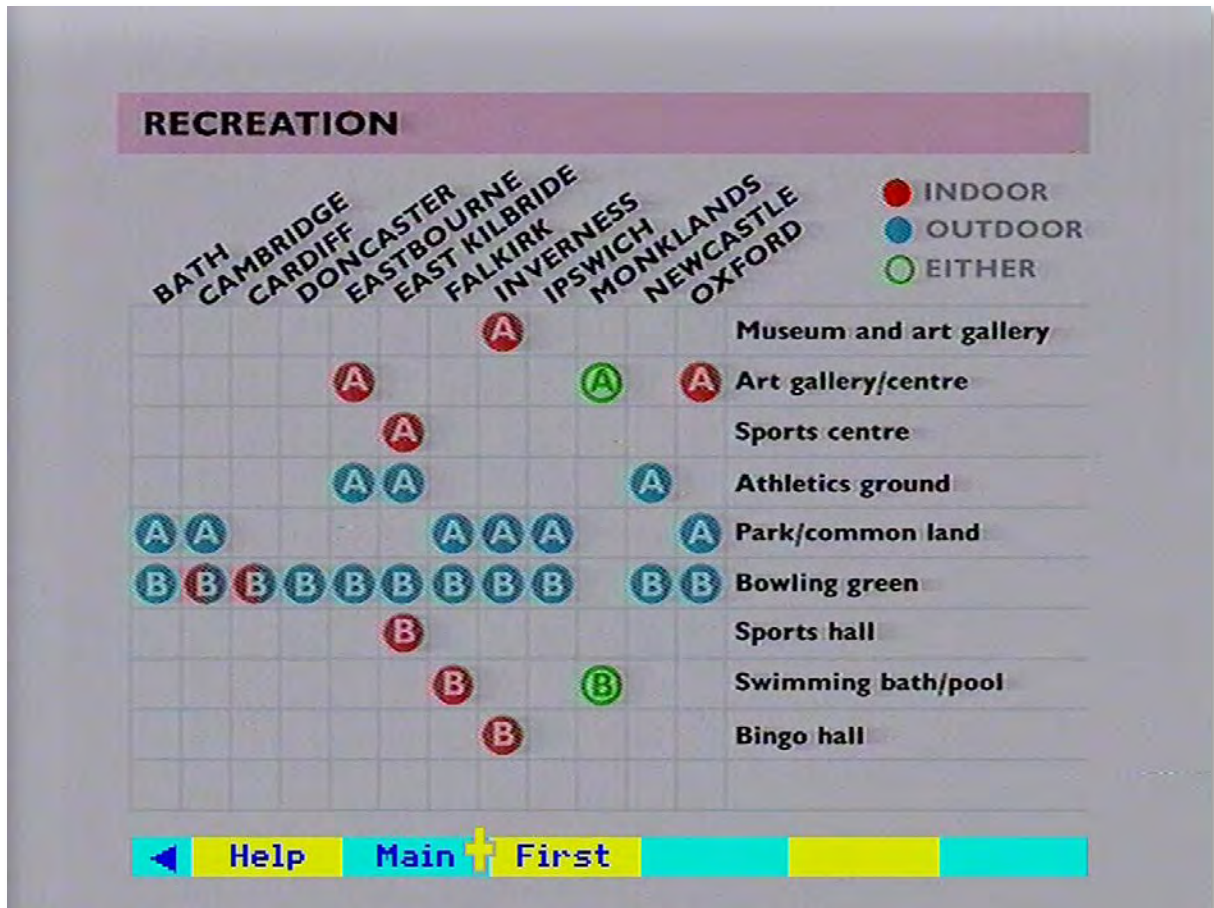 RECREATION
BATH
CAMBRIDGE
CARDIFF
DONCASTER
EASTBOURNE
EAST KILBRIDE
FALKIRK
INVERNESS
IPSWICH
MONKLANDS
NEWCASTLE
OXFORD
INDOOR
OUTDOOR
EITHER
A Museum and art gallery
A A A Art gallery/centre
A Sports centre
A A A Athletics ground
A A A A A A Park/common land
B B B B B B B B B B B Bowling green
B Sports hall
B B Swimming bath/pool
B Bingo hall
Help Main First